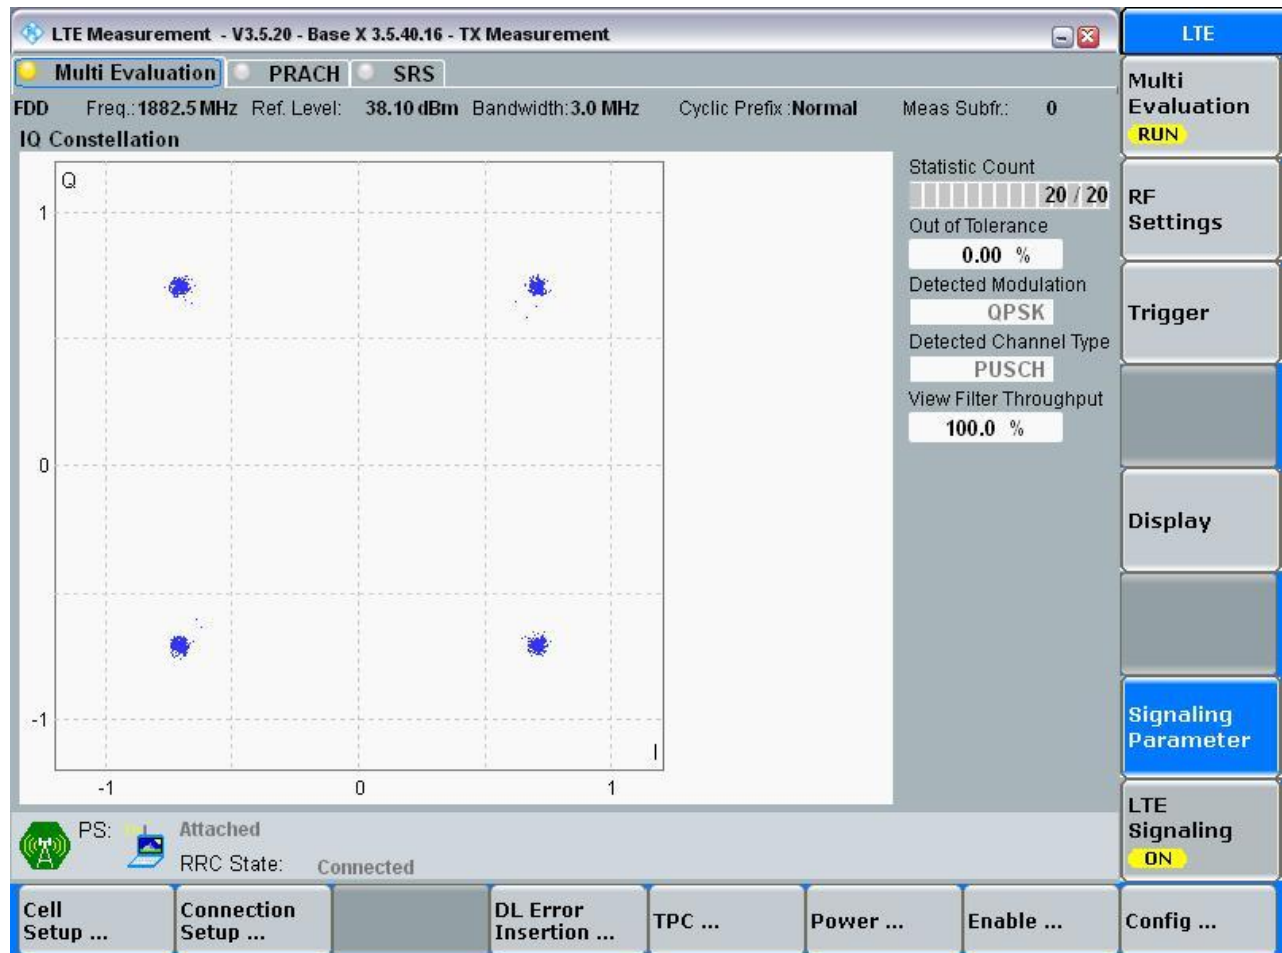 LTE Measurement - V3.5.20 - Base X 3.5.40.16 - TX Measurement
LTE
Multi Evaluation PRACH SRS
FDD Freq.: 1882.5 MHz Ref. Level: 38.10 dBm Bandwidth: 3.0 MHz Cyclic Prefix : Normal Meas Subfr.: 0
IQ Constellation
Q
1
0
-1
-1 0 1
I
Statistic Count
20 / 20
Out of Tolerance
0.00 %
Detected Modulation
QPSK
Detected Channel Type
PUSCH
View Filter Throughput
100.0 %
Multi
Evaluation
RUN
RF
Settings
Trigger
Display
Signaling
Parameter
LTE
Signaling
ON
PS: Attached
RRC State: Connected
Cell
Setup ...
Connection
Setup ...
DL Error
Insertion ...
TPC ...
Power ...
Enable ...
Config ...